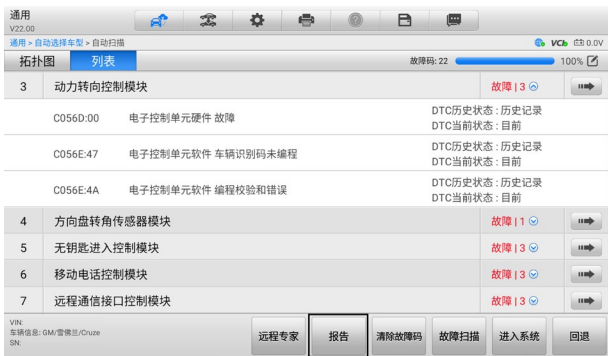 通用
V22.00
通用 > 自动选择车型 > 自动扫描
VCI 0.0V
拓扑图 列表 故障码: 22 100%
3 动力转向控制模块 故障 | 3
C056D:00 电子控制单元硬件 故障 DTC历史状态 : 历史记录
DTC当前状态 : 目前
C056E:47 电子控制单元软件 车辆识别码未编程 DTC历史状态 : 历史记录
DTC当前状态 : 目前
C056E:4A 电子控制单元软件 编程校验和错误 DTC历史状态 : 历史记录
DTC当前状态 : 目前
4 方向盘转角传感器模块 故障 | 1
5 无钥匙进入控制模块 故障 | 3
6 移动电话控制模块 故障 | 3
7 远程通信接口控制模块 故障 | 3
VIN:
车辆信息: GM/雪佛兰/Cruze
SN:
远程专家 报告 清除故障码 故障扫描 进入系统 回退